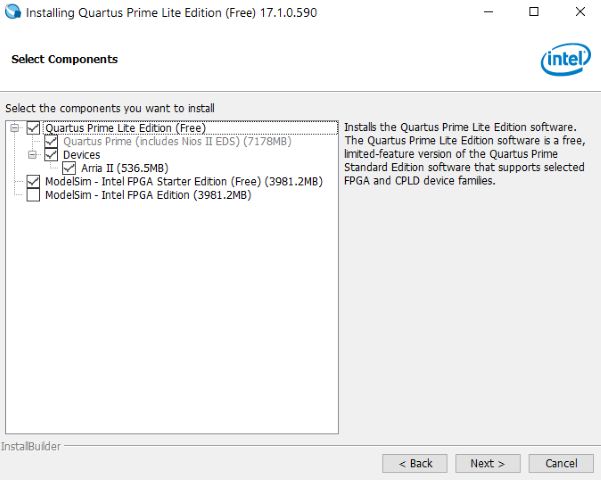 Installing Quartus Prime Lite Edition (Free) 17.1.0.590
Select Components
intel
Select the components you want to install
Quartus Prime Lite Edition (Free)
Quartus Prime (includes Nios II EDS) (7178MB)
Devices
Arria II (536.5MB)
ModelSim - Intel FPGA Starter Edition (Free) (3981.2MB)
ModelSim - Intel FPGA Edition (3981.2MB)
Installs the Quartus Prime Lite Edition software.
The Quartus Prime Lite Edition software is a free,
limited-feature version of the Quartus Prime
Standard Edition software that supports selected
FPGA and CPLD device families.
InstallBuilder
< Back
Next >
Cancel